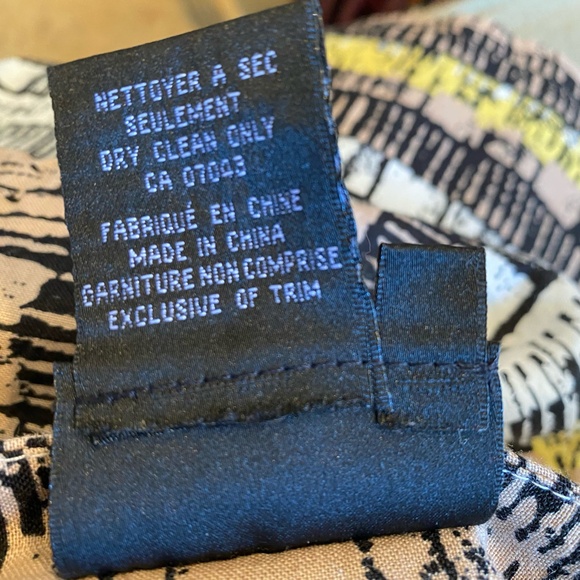 NETTOYER A SEC
SEULEMENT
DRY CLEAN ONLY
CA 07043
FABRIQUÉ EN CHINE
MADE IN CHINA
GARNITURE NON COMPRISE
EXCLUSIVE OF TRIM